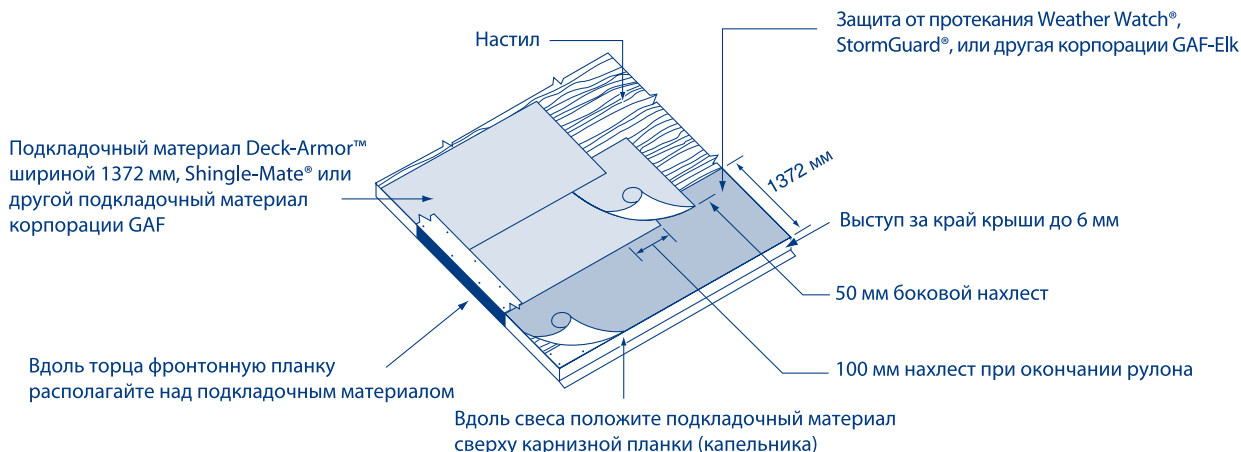 Защита от протекания Weather Watch®,
StormGuard®, или другая корпорации GAF-Elk
Настил
Подкладочный материал Deck-Armor™
шириной 1372 мм, Shingle-Mate® или
другой подкладочный материал
корпорации GAF
1372 мм
Выступ за край крыши до 6 мм
50 мм боковой нахлест
Вдоль торца фронтонную планку
располагайте над подкладочным материалом
100 мм нахлест при окончании рулона
Вдоль свеса положите подкладочный материал
сверху карнизной планки (капельника)